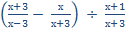 (x+3/x−3 − x/x+3) ÷ x+1/x+3